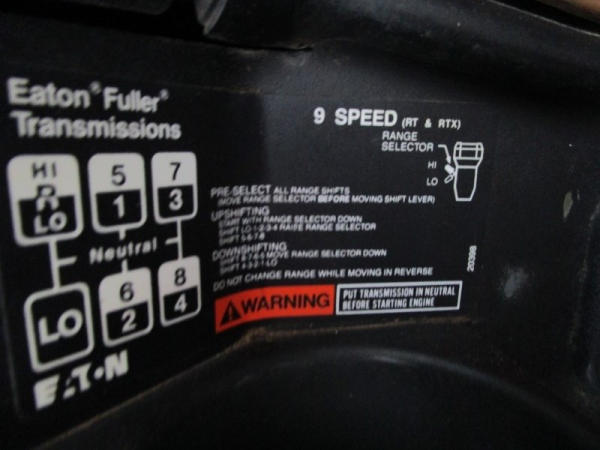 Eaton® Fuller®
Transmissions
HI
R
LO
5
1
7
3
Neutral
LO
6
2
8
4
EATON
9 SPEED (RT & RTX)
RANGE
SELECTOR
HI
LO
PRE-SELECT ALL RANGE SHIFTS
(MOVE RANGE SELECTOR BEFORE MOVING SHIFT LEVER)
UPSHIFTING
START WITH RANGE SELECTOR DOWN
SHIFT LO-1-2-3-4 RAISE RANGE SELECTOR
SHIFT 5-6-7-8
DOWNSHIFTING
SHIFT 8-7-6-5 MOVE RANGE SELECTOR DOWN
SHIFT 4-3-2-1-LO
DO NOT CHANGE RANGE WHILE MOVING IN REVERSE
WARNING
PUT TRANSMISSION IN NEUTRAL
BEFORE STARTING ENGINE
20398